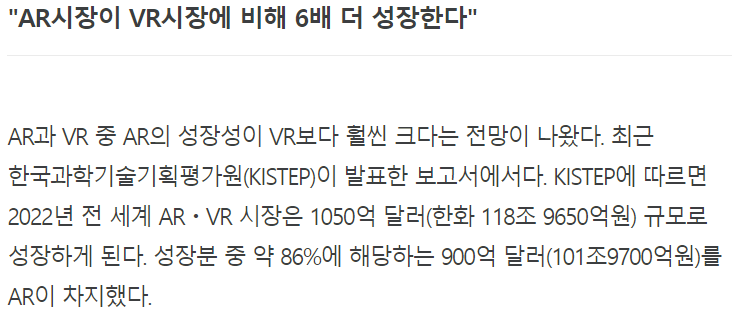 "AR시장이 VR시장에 비해 6배 더 성장한다"
AR과 VR 중 AR의 성장성이 VR보다 훨씬 크다는 전망이 나왔다. 최근
한국과학기술기획평가원(KISTEP)이 발표한 보고서에서다. KISTEP에 따르면
2022년 전 세계 AR・VR 시장은 1050억 달러(한화 118조 9650억원) 규모로
성장하게 된다. 성장분 중 약 86%에 해당하는 900억 달러(101조9700억원)를
AR이 차지했다.